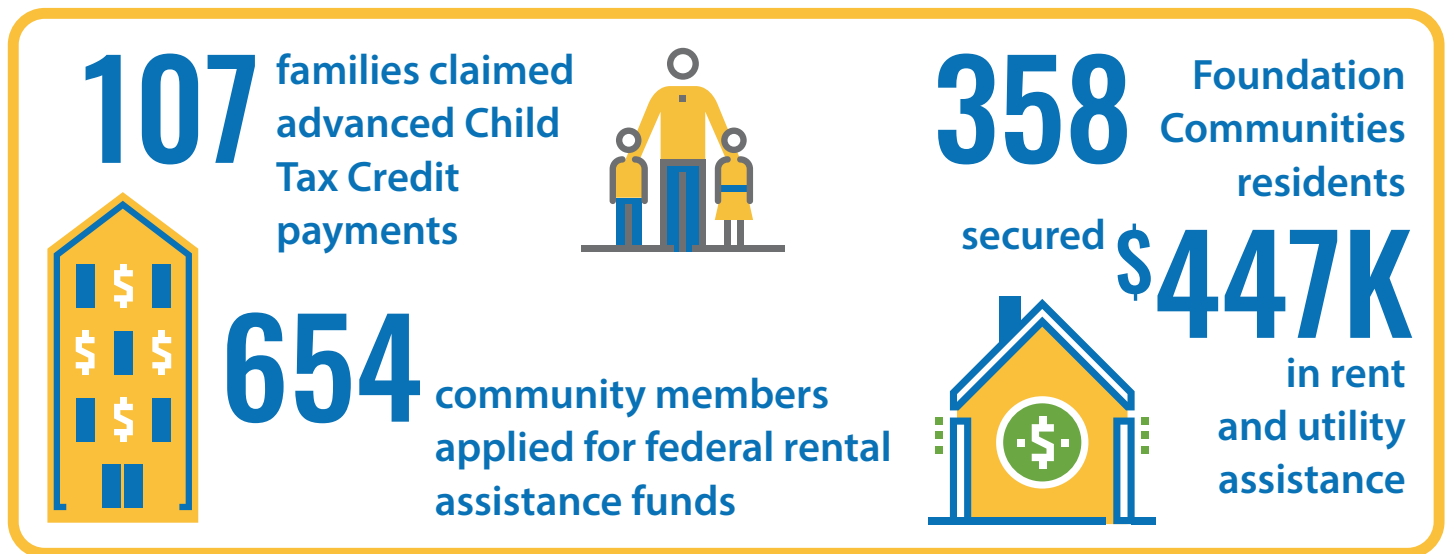 107 families claimed
advanced Child
Tax Credit
payments
654 community members
applied for federal rental
assistance funds
358 Foundation
Communities
residents
secured $447K
in rent
and utility
assistance